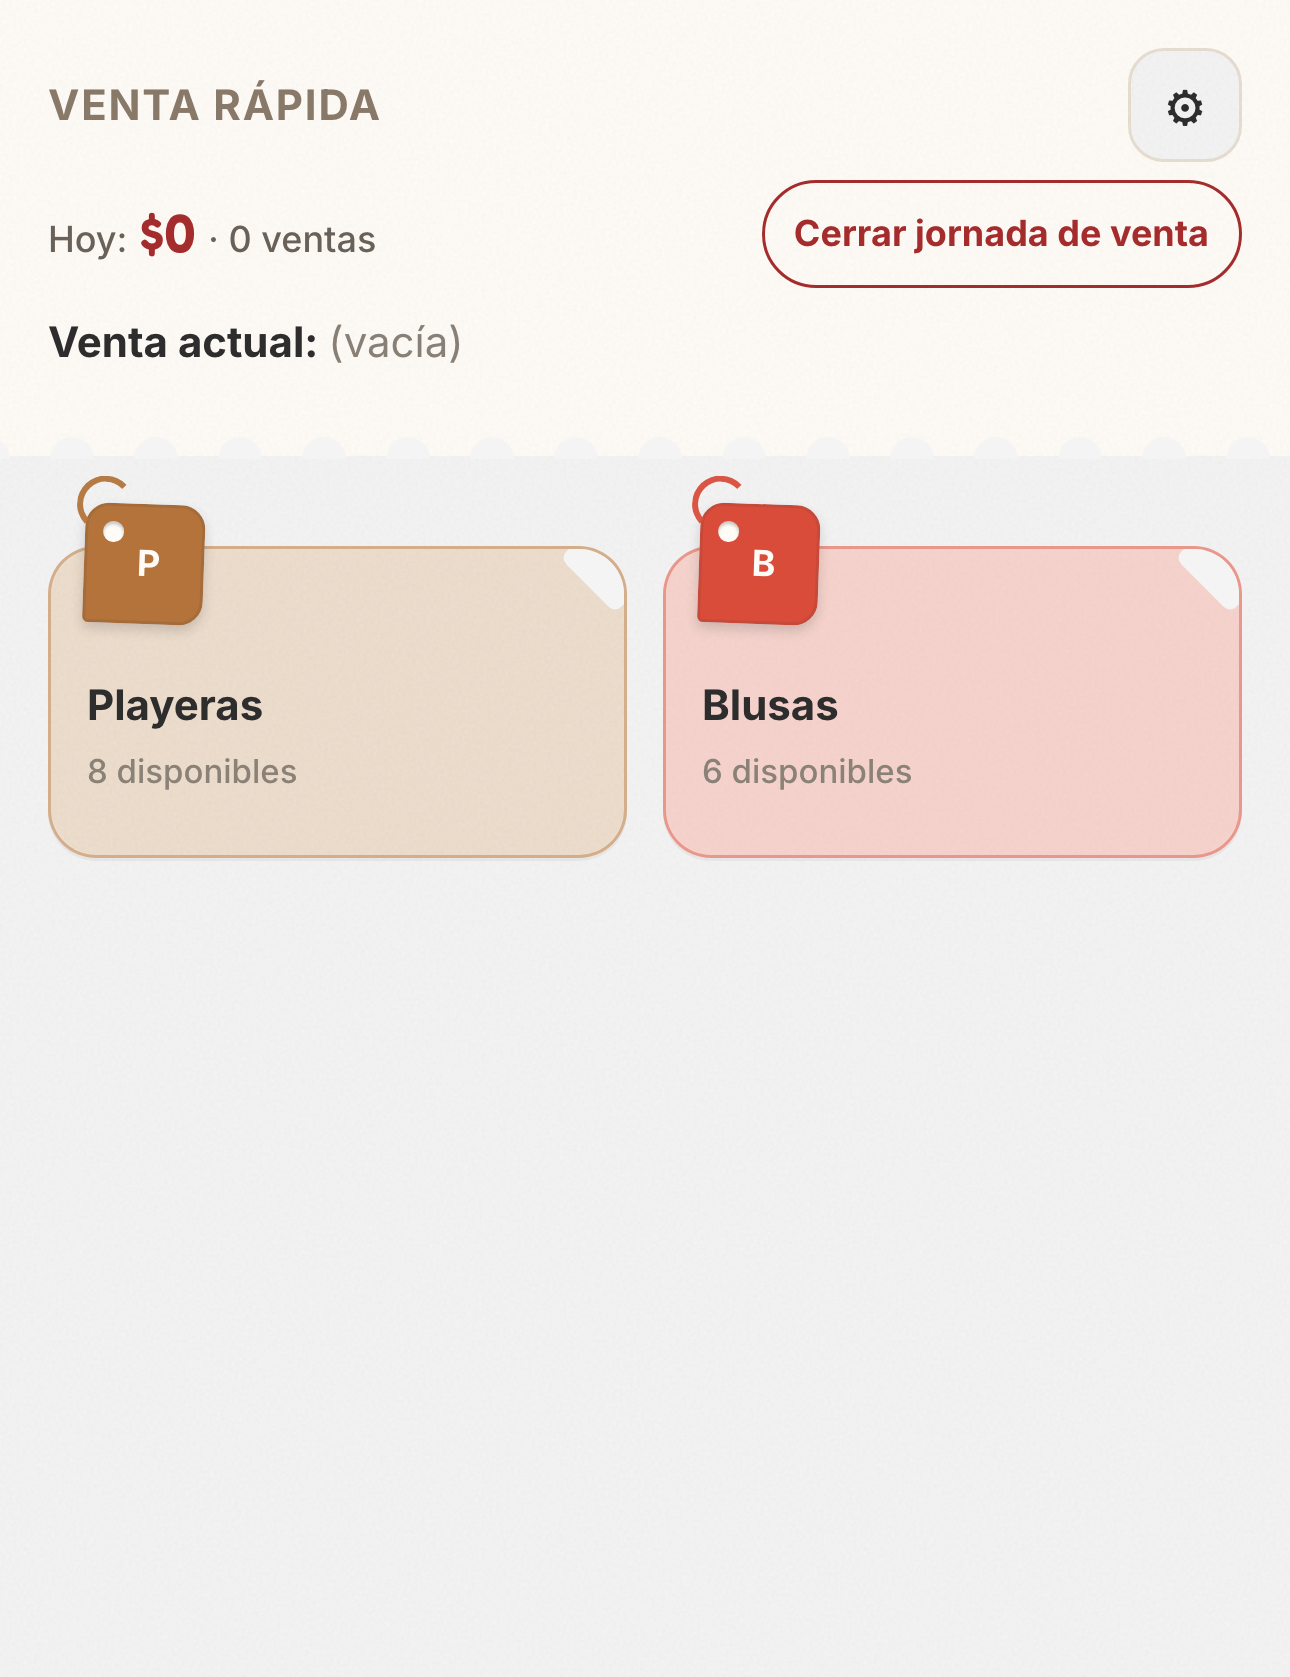 VENTA RÁPIDA
Hoy: $0 · 0 ventas
Cerrar jornada de venta
Venta actual: (vacía)
P
Playeras
8 disponibles
B
Blusas
6 disponibles